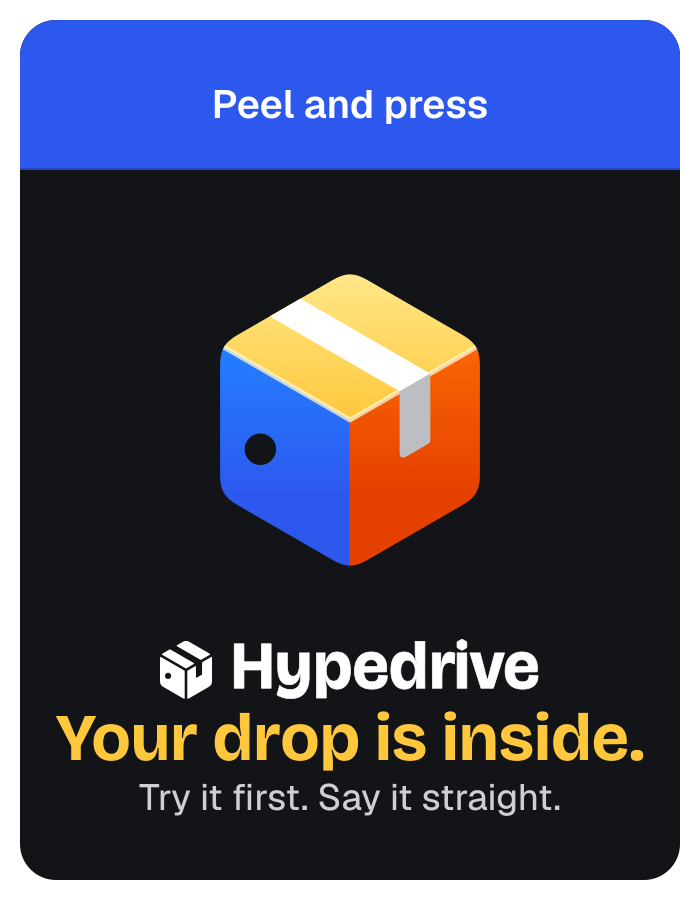 Peel and press
Hypedrive
Your drop is inside.
Try it first. Say it straight.